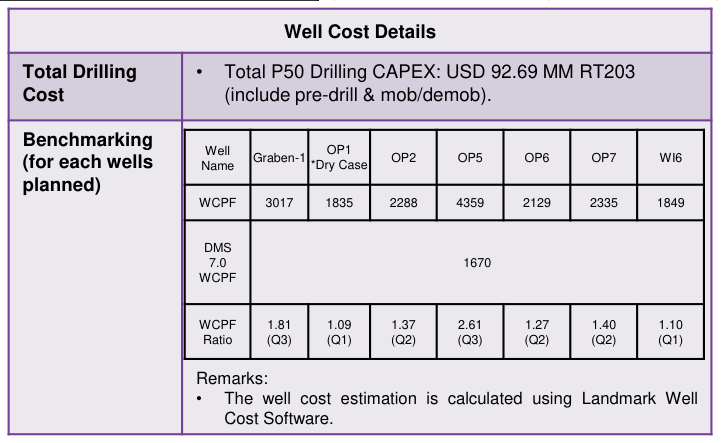 Well Cost Details
Total Drilling
Cost
• Total P50 Drilling CAPEX: USD 92.69 MM RT203
(include pre-drill & mob/demob).
Benchmarking
(for each wells
planned)
Well
Name
Graben-1
OP1
*Dry Case
OP2
OP5
OP6
OP7
WI6
WCPF
3017
1835
2288
4359
2129
2335
1849
DMS
7.0
WCPF
1670
WCPF
Ratio
1.81
(Q3)
1.09
(Q1)
1.37
(Q2)
2.61
(Q3)
1.27
(Q2)
1.40
(Q2)
1.10
(Q1)
Remarks:
• The well cost estimation is calculated using Landmark Well
Cost Software.